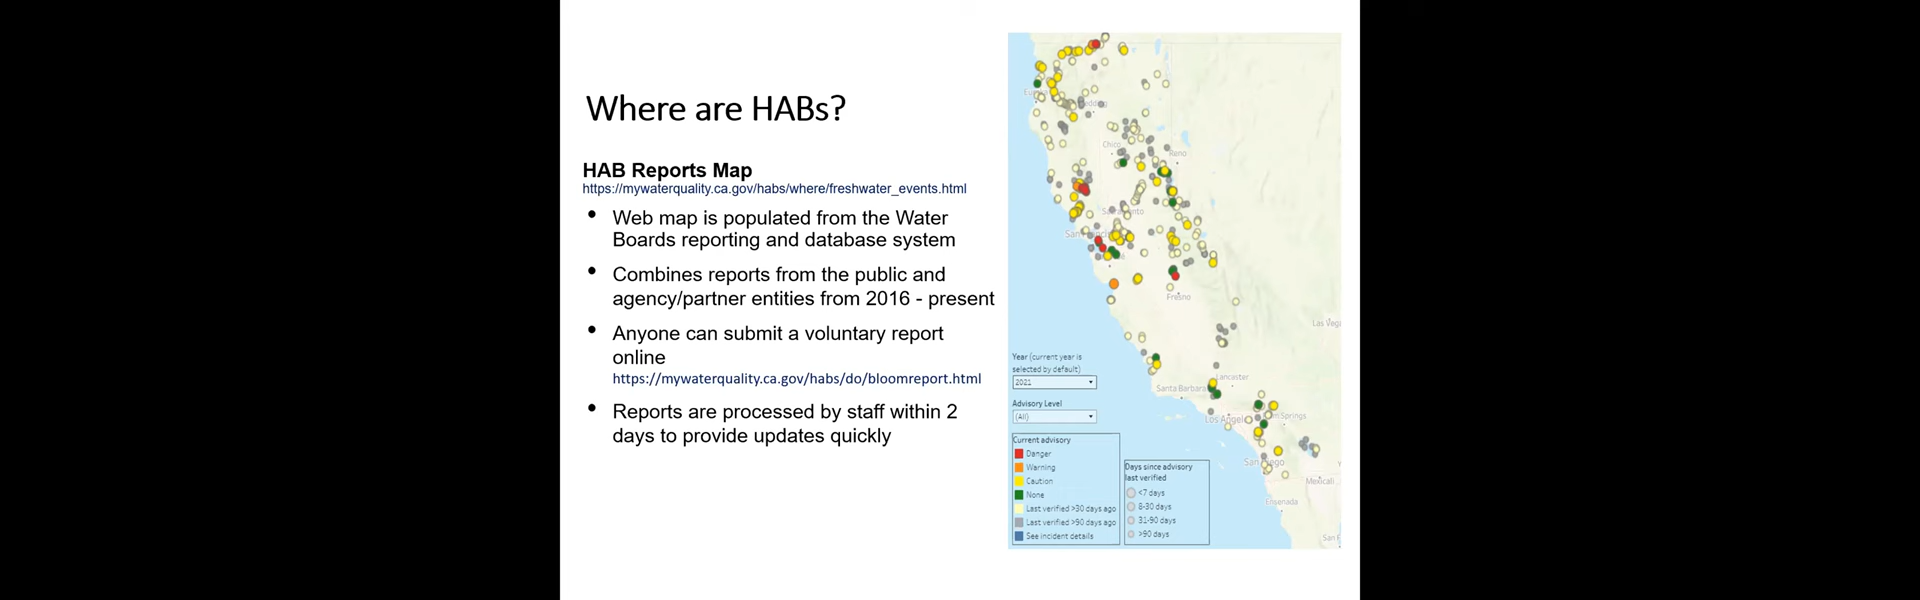 Where are HABs?
HAB Reports Map
https://mywaterquality.ca.gov/habs/where/freshwater_events.html
• Web map is populated from the Water
Boards reporting and database system
• Combines reports from the public and
agency/partner entities from 2016 - present
• Anyone can submit a voluntary report
online
https://mywaterquality.ca.gov/habs/do/bloomreport.html
• Reports are processed by staff within 2
days to provide updates quickly
Chico
Reno
Fresno
Las Vega
Santa Barbara
Lancaster
Los Angel
Springs
Mexicali
Ensenada
San F
Year (current year is
selected by default)
2021
Advisory Level
(All)
Current advisory
Danger
Warning
Caution
None
Last verified >30 days ago
Last verified >90 days ago
See incident details
Days since advisory
last verified
<7 days
8-30 days
31-90 days
>90 days